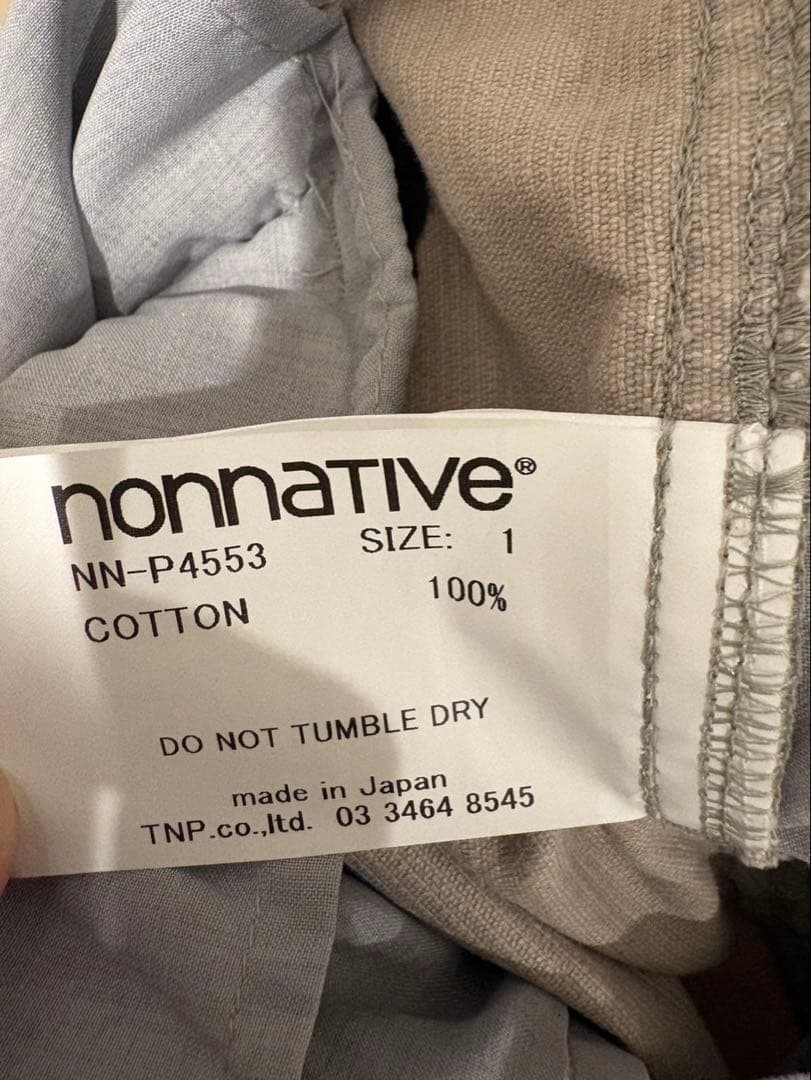 nonnative®
NN-P4553 SIZE: 1
COTTON 100%
DO NOT TUMBLE DRY
made in Japan
TNP.co.,ltd. 03 3464 8545